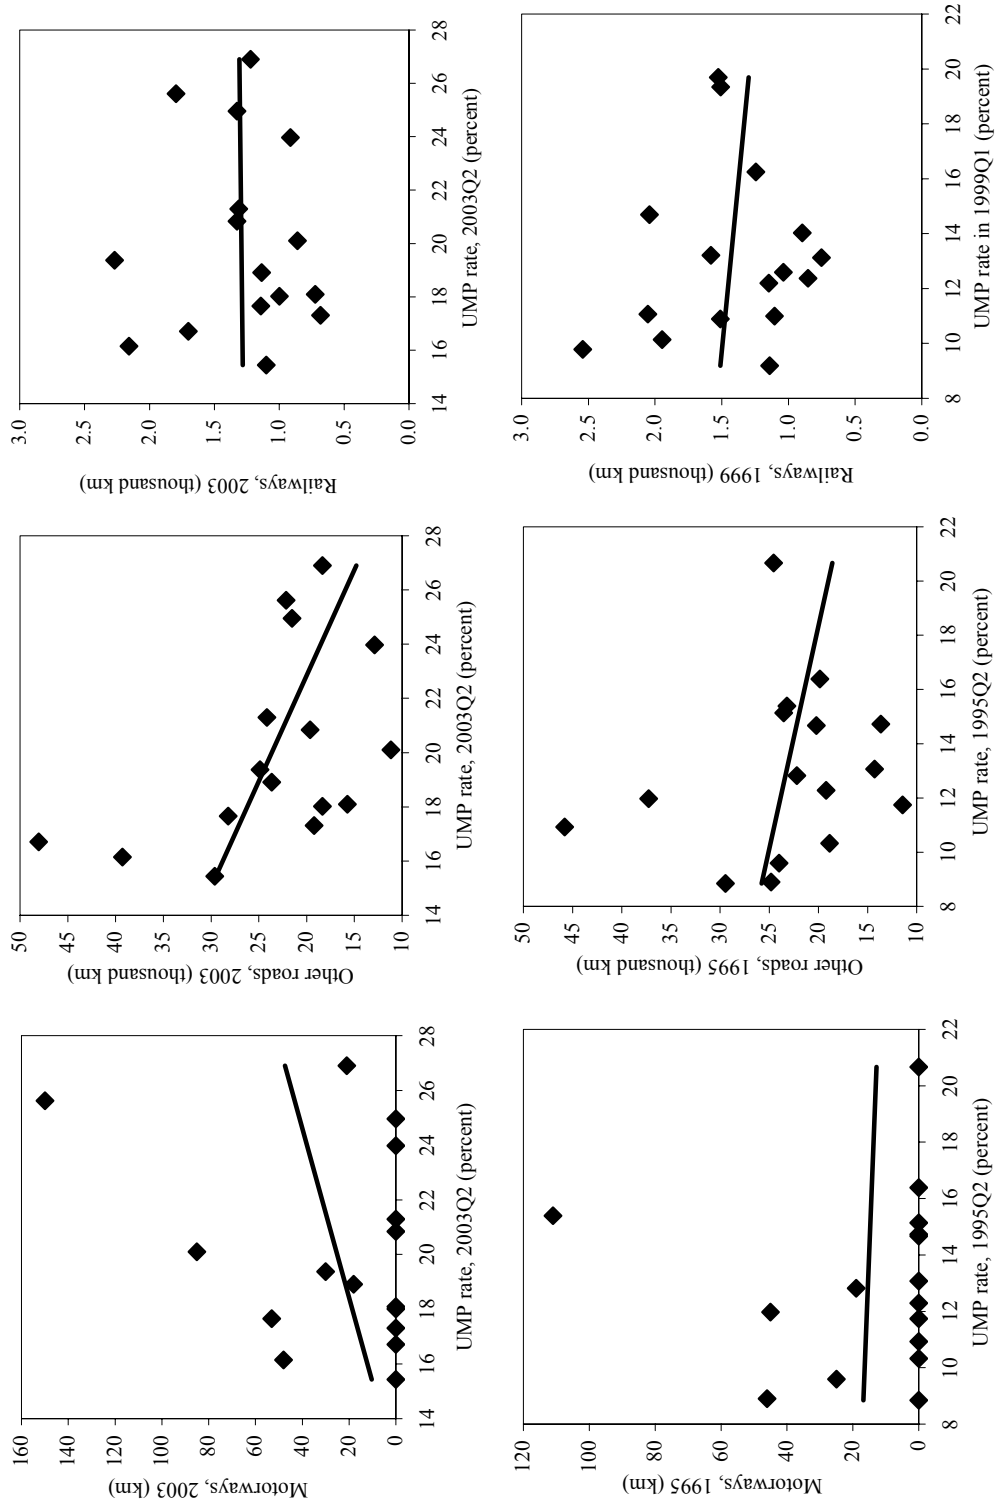 Motorways, 2003 (km)
160
140
120
100
80
60
40
20
0
14 16 18 20 22 24 26 28
UMP rate, 2003Q2 (percent)
Other roads, 2003 (thousand km)
50
45
40
35
30
25
20
15
10
14 16 18 20 22 24 26 28
UMP rate, 2003Q2 (percent)
Railways, 2003 (thousand km)
3.0
2.5
2.0
1.5
1.0
0.5
0.0
14 16 18 20 22 24 26 28
UMP rate, 2003Q2 (percent)
Motorways, 1995 (km)
120
100
80
60
40
20
0
8 10 12 14 16 18 20 22
UMP rate, 1995Q2 (percent)
Other roads, 1995 (thousand km)
50
45
40
35
30
25
20
15
10
8 10 12 14 16 18 20 22
UMP rate, 1995Q2 (percent)
Railways, 1999 (thousand km)
3.0
2.5
2.0
1.5
1.0
0.5
0.0
8 10 12 14 16 18 20 22
UMP rate in 1999Q1 (percent)